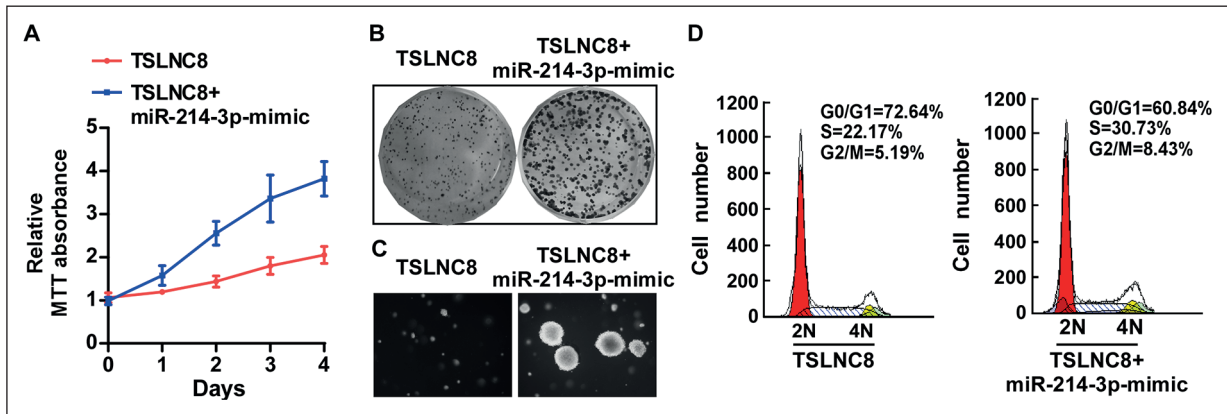 A
TSLNC8
TSLNC8+
miR-214-3p-mimic
5
4
3
2
1
0
Relative
MTT absorbance
0 1 2 3 4
Days
B
TSLNC8
TSLNC8+
miR-214-3p-mimic
C
TSLNC8
TSLNC8+
miR-214-3p-mimic
D
1200
1000
800
600
400
200
0
Cell number
G0/G1=72.64%
S=22.17%
G2/M=5.19%
2N 4N
TSLNC8
1200
1000
800
600
400
200
0
Cell number
G0/G1=60.84%
S=30.73%
G2/M=8.43%
2N 4N
TSLNC8+
miR-214-3p-mimic